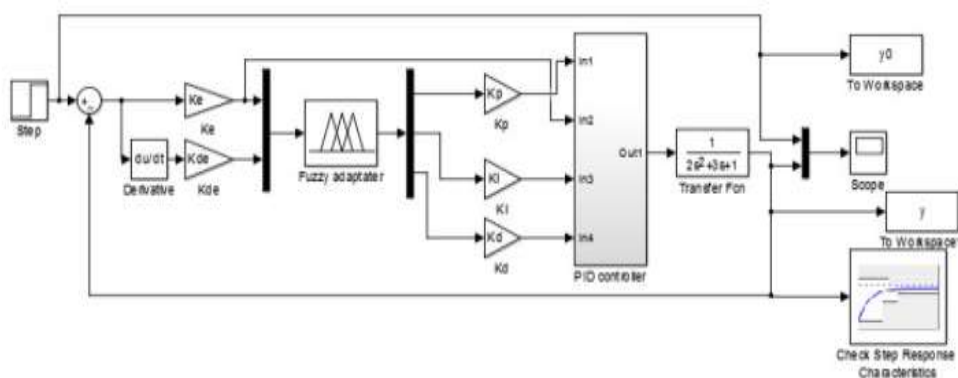 Step
+
-
Ke
Ke
du/dt
Derivative
Kde
Kde
Fuzzy adaptater
Kp
Kp
KI
KI
Kd
Kd
In1
In2
In3
In4
Out1
PID controller
1
2s²+3s+1
Transfer Fcn
y0
To Workspace
Scope
y
To Workspace1
Check Step Response
Characteristics